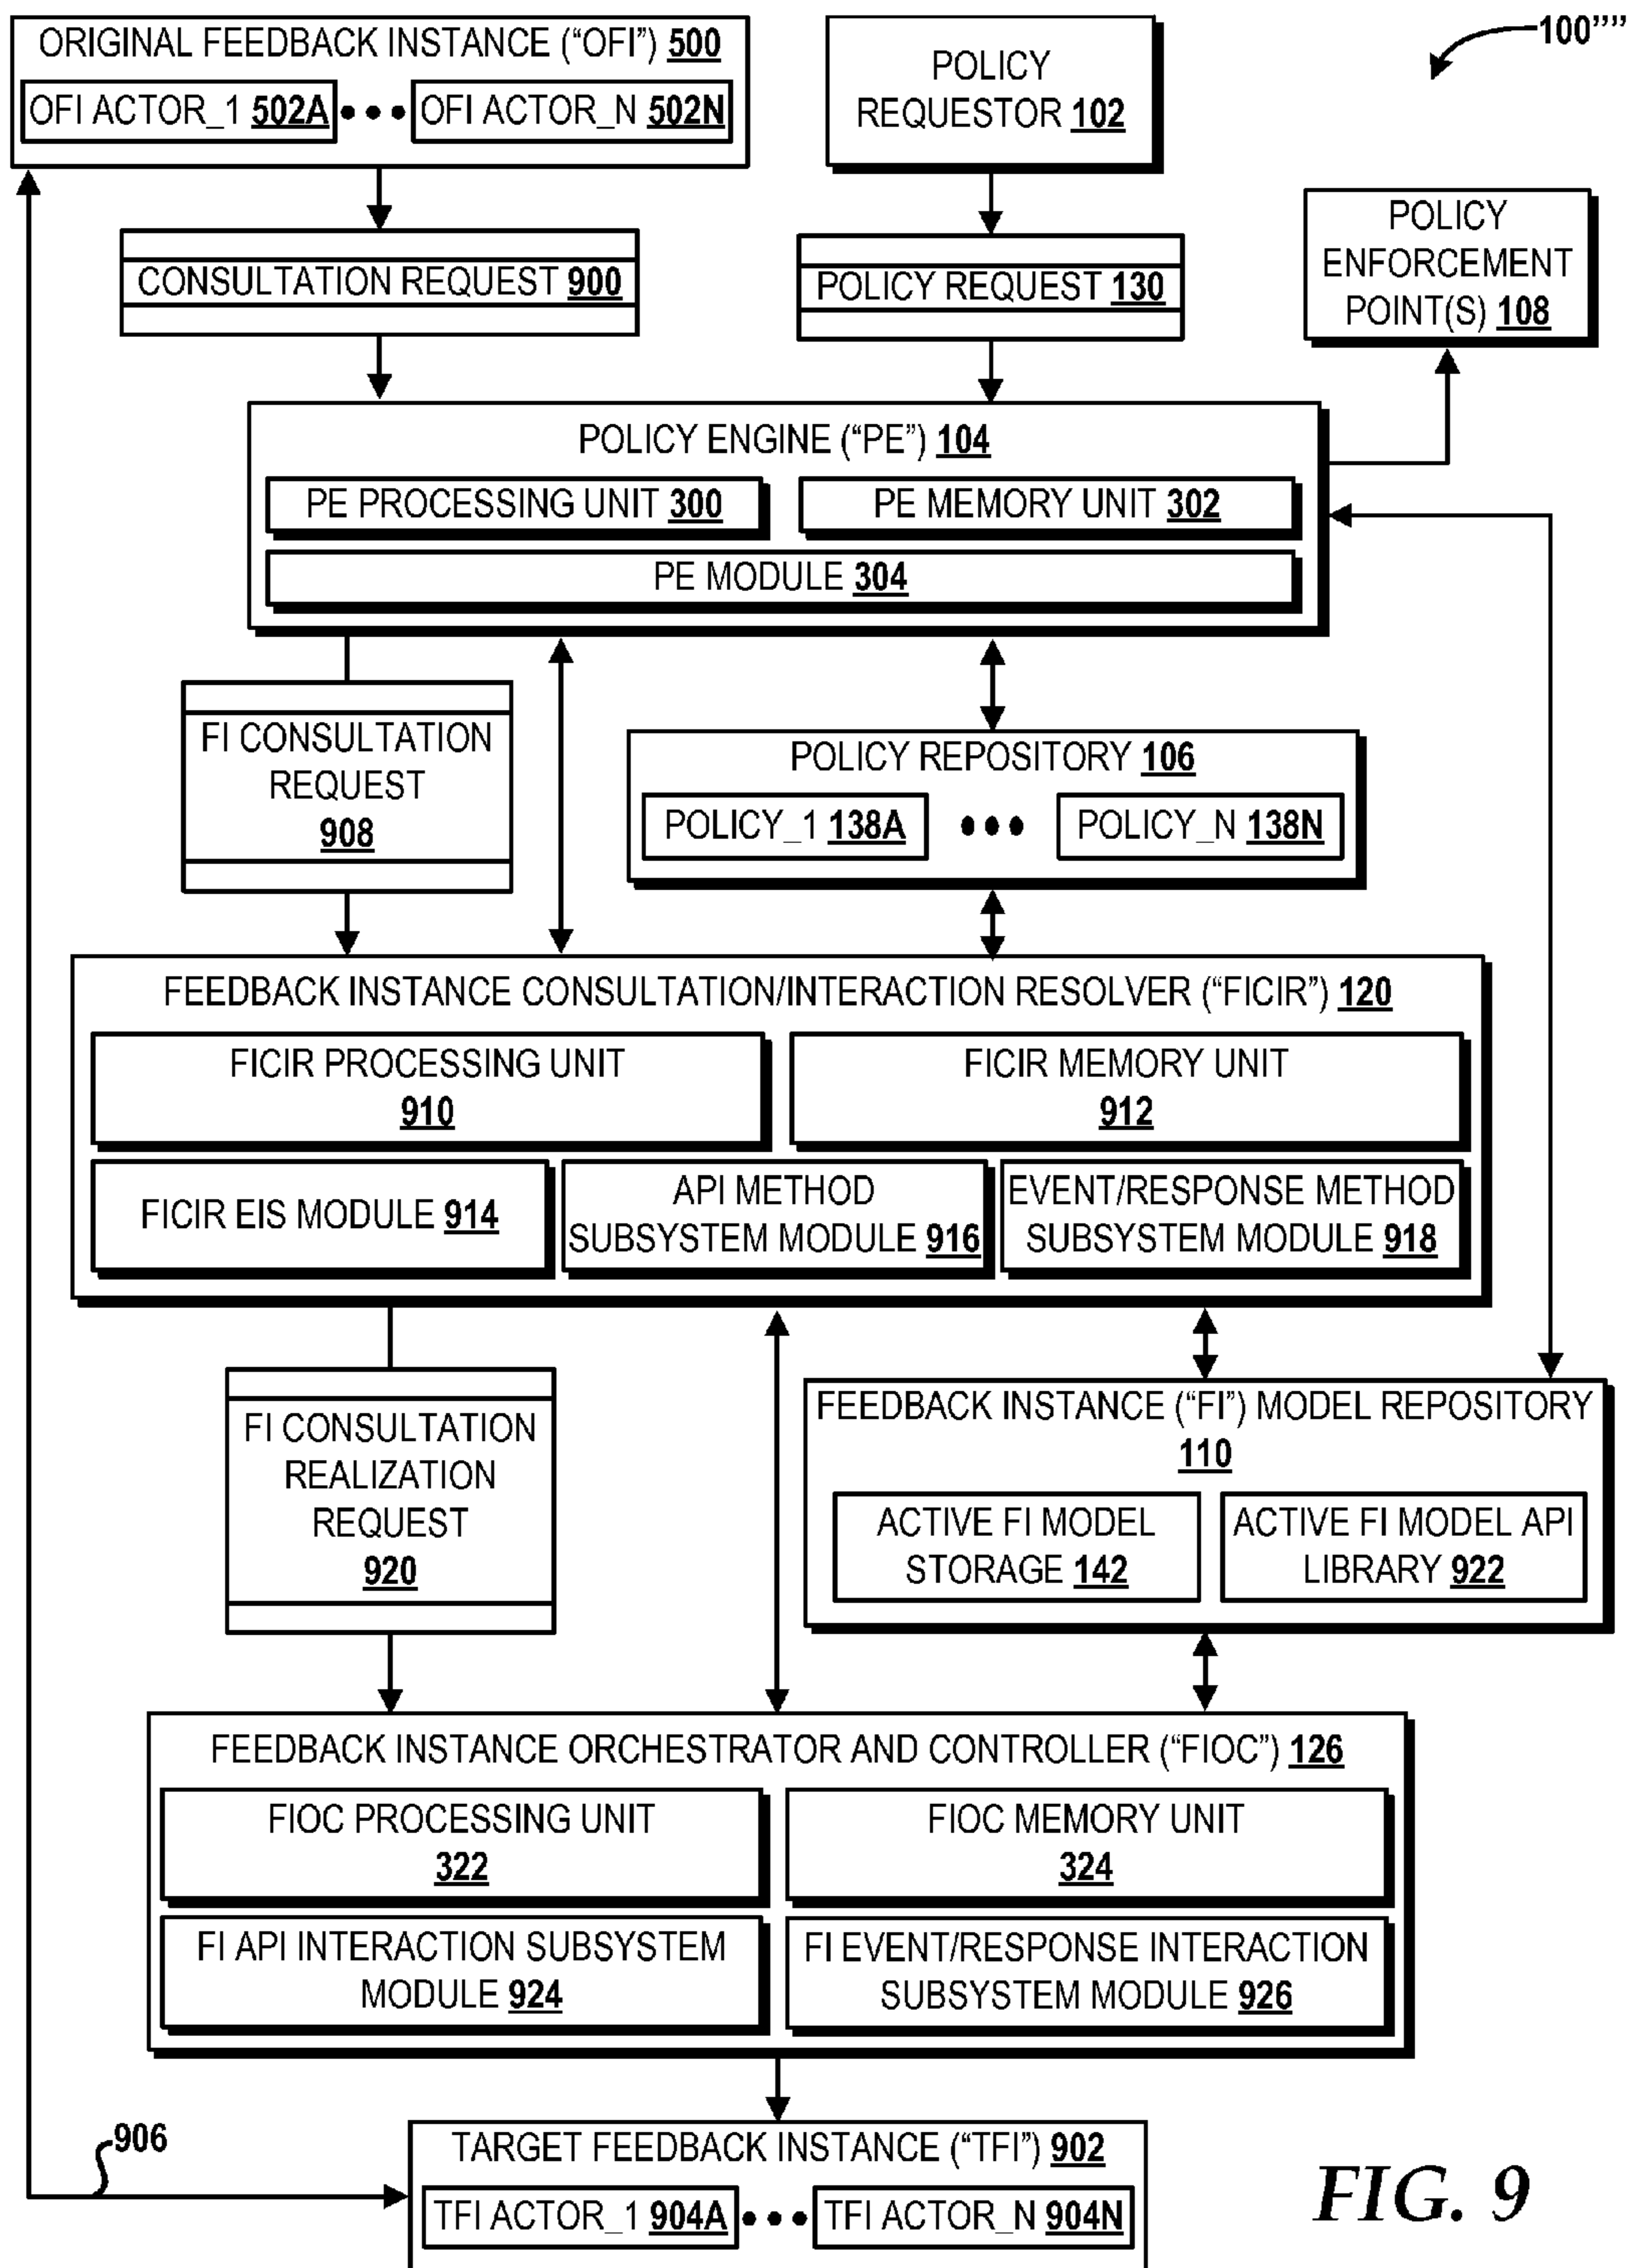 ORIGINAL FEEDBACK INSTANCE (“OFI”) 500
OFI ACTOR_1 502A ••• OFI ACTOR_N 502N
POLICY
REQUESTOR 102
100’’’’
CONSULTATION REQUEST 900
POLICY REQUEST 130
POLICY
ENFORCEMENT
POINT(S) 108
POLICY ENGINE (“PE”) 104
PE PROCESSING UNIT 300
PE MEMORY UNIT 302
PE MODULE 304
FI CONSULTATION
REQUEST
908
POLICY REPOSITORY 106
POLICY_1 138A ••• POLICY_N 138N
FEEDBACK INSTANCE CONSULTATION/INTERACTION RESOLVER (“FICIR”) 120
FICIR PROCESSING UNIT
910
FICIR MEMORY UNIT
912
FICIR EIS MODULE 914
API METHOD
SUBSYSTEM MODULE 916
EVENT/RESPONSE METHOD
SUBSYSTEM MODULE 918
FI CONSULTATION
REALIZATION
REQUEST
920
FEEDBACK INSTANCE (“FI”) MODEL REPOSITORY
110
ACTIVE FI MODEL
STORAGE 142
ACTIVE FI MODEL API
LIBRARY 922
FEEDBACK INSTANCE ORCHESTRATOR AND CONTROLLER (“FIOC”) 126
FIOC PROCESSING UNIT
322
FIOC MEMORY UNIT
324
FI API INTERACTION SUBSYSTEM
MODULE 924
FI EVENT/RESPONSE INTERACTION
SUBSYSTEM MODULE 926
906
TARGET FEEDBACK INSTANCE (“TFI”) 902
TFI ACTOR_1 904A ••• TFI ACTOR_N 904N
FIG. 9